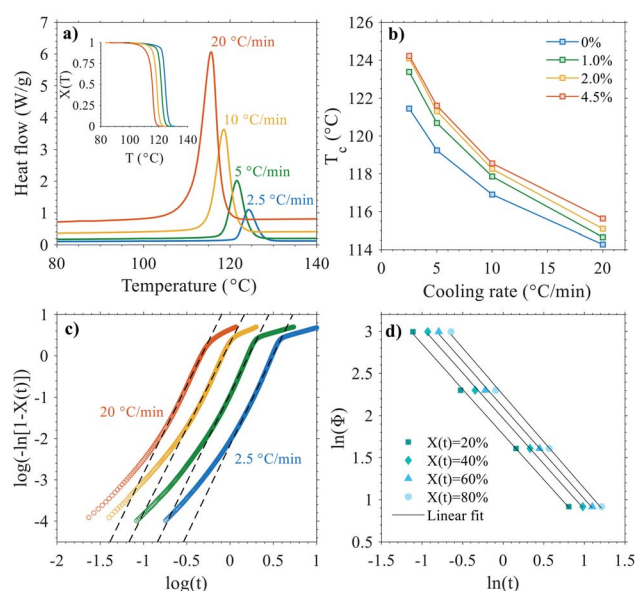 a)
20 °C/min
10 °C/min
5 °C/min
2.5 °C/min
Heat flow (W/g)
7
6
5
4
3
2
1
0
80
100
120
140
Temperature (°C)
X(T)
1
0.75
0.5
0.25
0
80
100
120
140
T (°C)
b)
0%
1.0%
2.0%
4.5%
Tc (°C)
126
124
122
120
118
116
114
5
10
15
20
Cooling rate (°C/min)
c)
20 °C/min
2.5 °C/min
log(-ln[1-X(t)])
1
0
-1
-2
-3
-4
-2
-1.5
-1
-0.5
0
0.5
1
log(t)
d)
X(t)=20%
X(t)=40%
X(t)=60%
X(t)=80%
Linear fit
ln(Φ)
3
2.5
2
1.5
1
0.5
-1.5
-1
-0.5
0
0.5
1
1.5
ln(t)